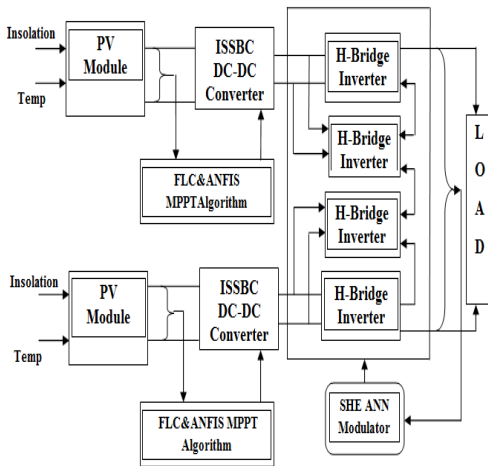 Insolation
PV
Module
Temp
ISSBC
DC-DC
Converter
FLC&ANFIS
MPPTAlgorithm
H-Bridge
Inverter
H-Bridge
Inverter
H-Bridge
Inverter
H-Bridge
Inverter
L
O
A
D
Insolation
PV
Module
Temp
ISSBC
DC-DC
Converter
FLC&ANFIS MPPT
Algorithm
SHE ANN
Modulator